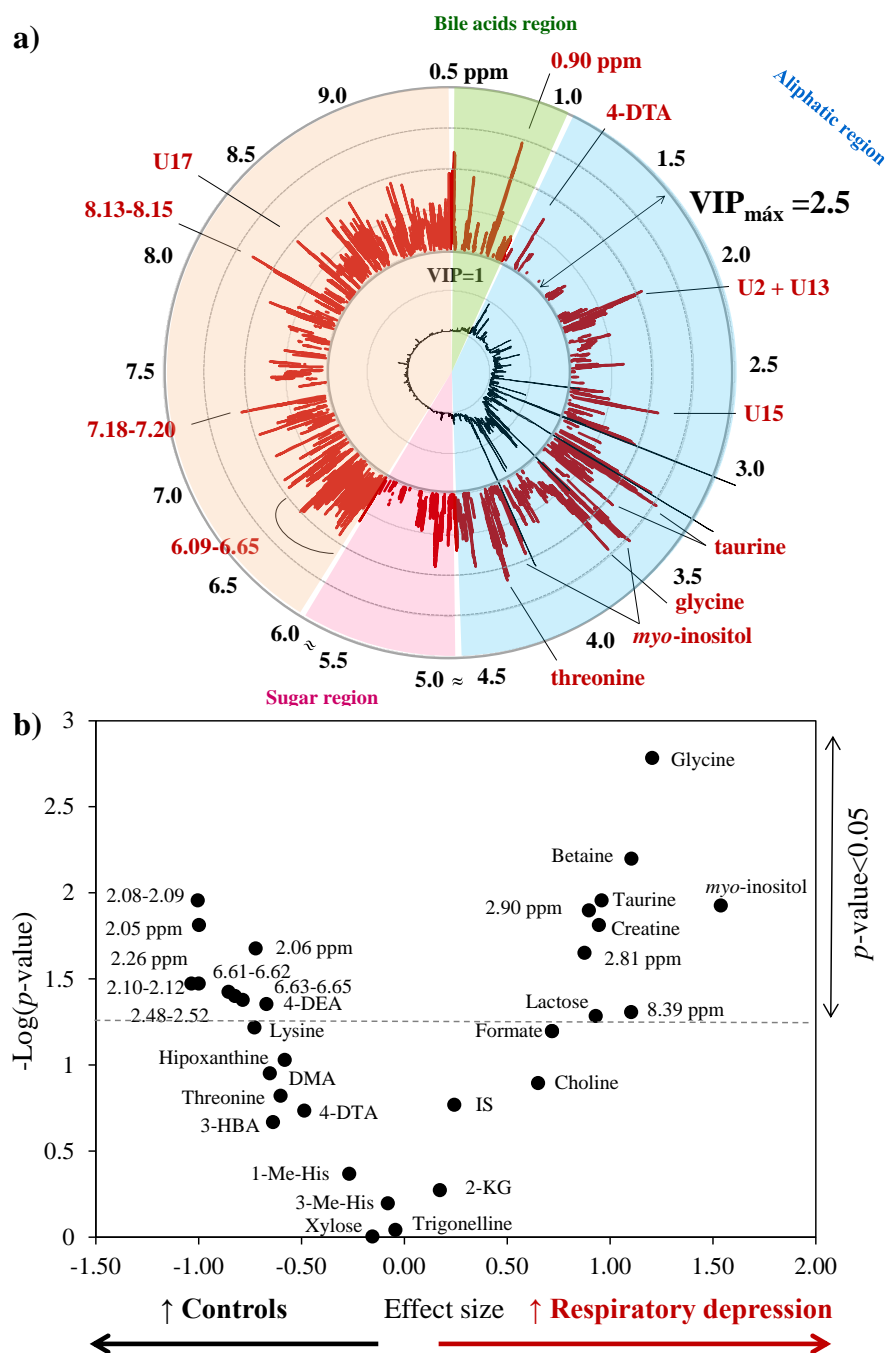 a)
Bile acids region
0.5 ppm
0.90 ppm
1.0
4-DTA
Aliphatic region
1.5
VIPmáx =2.5
2.0
U2 + U13
2.5
U15
3.0
taurine
3.5
glycine
myo-inositol
4.0
threonine
4.5
≈
5.0
Sugar region
5.5
≈
6.0
6.5
6.09-6.65
7.0
7.18-7.20
7.5
8.0
8.13-8.15
U17
8.5
9.0
VIP=1
b)
3
2.5
2
1.5
1
0.5
0
-Log(p-value)
Glycine
Betaine
Taurine
myo-inositol
2.90 ppm
Creatine
2.81 ppm
Lactose
8.39 ppm
Formate
Choline
IS
2-KG
Trigonelline
2.08-2.09
2.05 ppm
2.06 ppm
2.26 ppm
6.61-6.62
2.10-2.12
6.63-6.65
4-DEA
2.48-2.52
Lysine
Hipoxanthine
DMA
Threonine
4-DTA
3-HBA
1-Me-His
3-Me-His
Xylose
p-value<0.05
-1.50 -1.00 -0.50 0.00 0.50 1.00 1.50 2.00
↑ Controls Effect size ↑ Respiratory depression